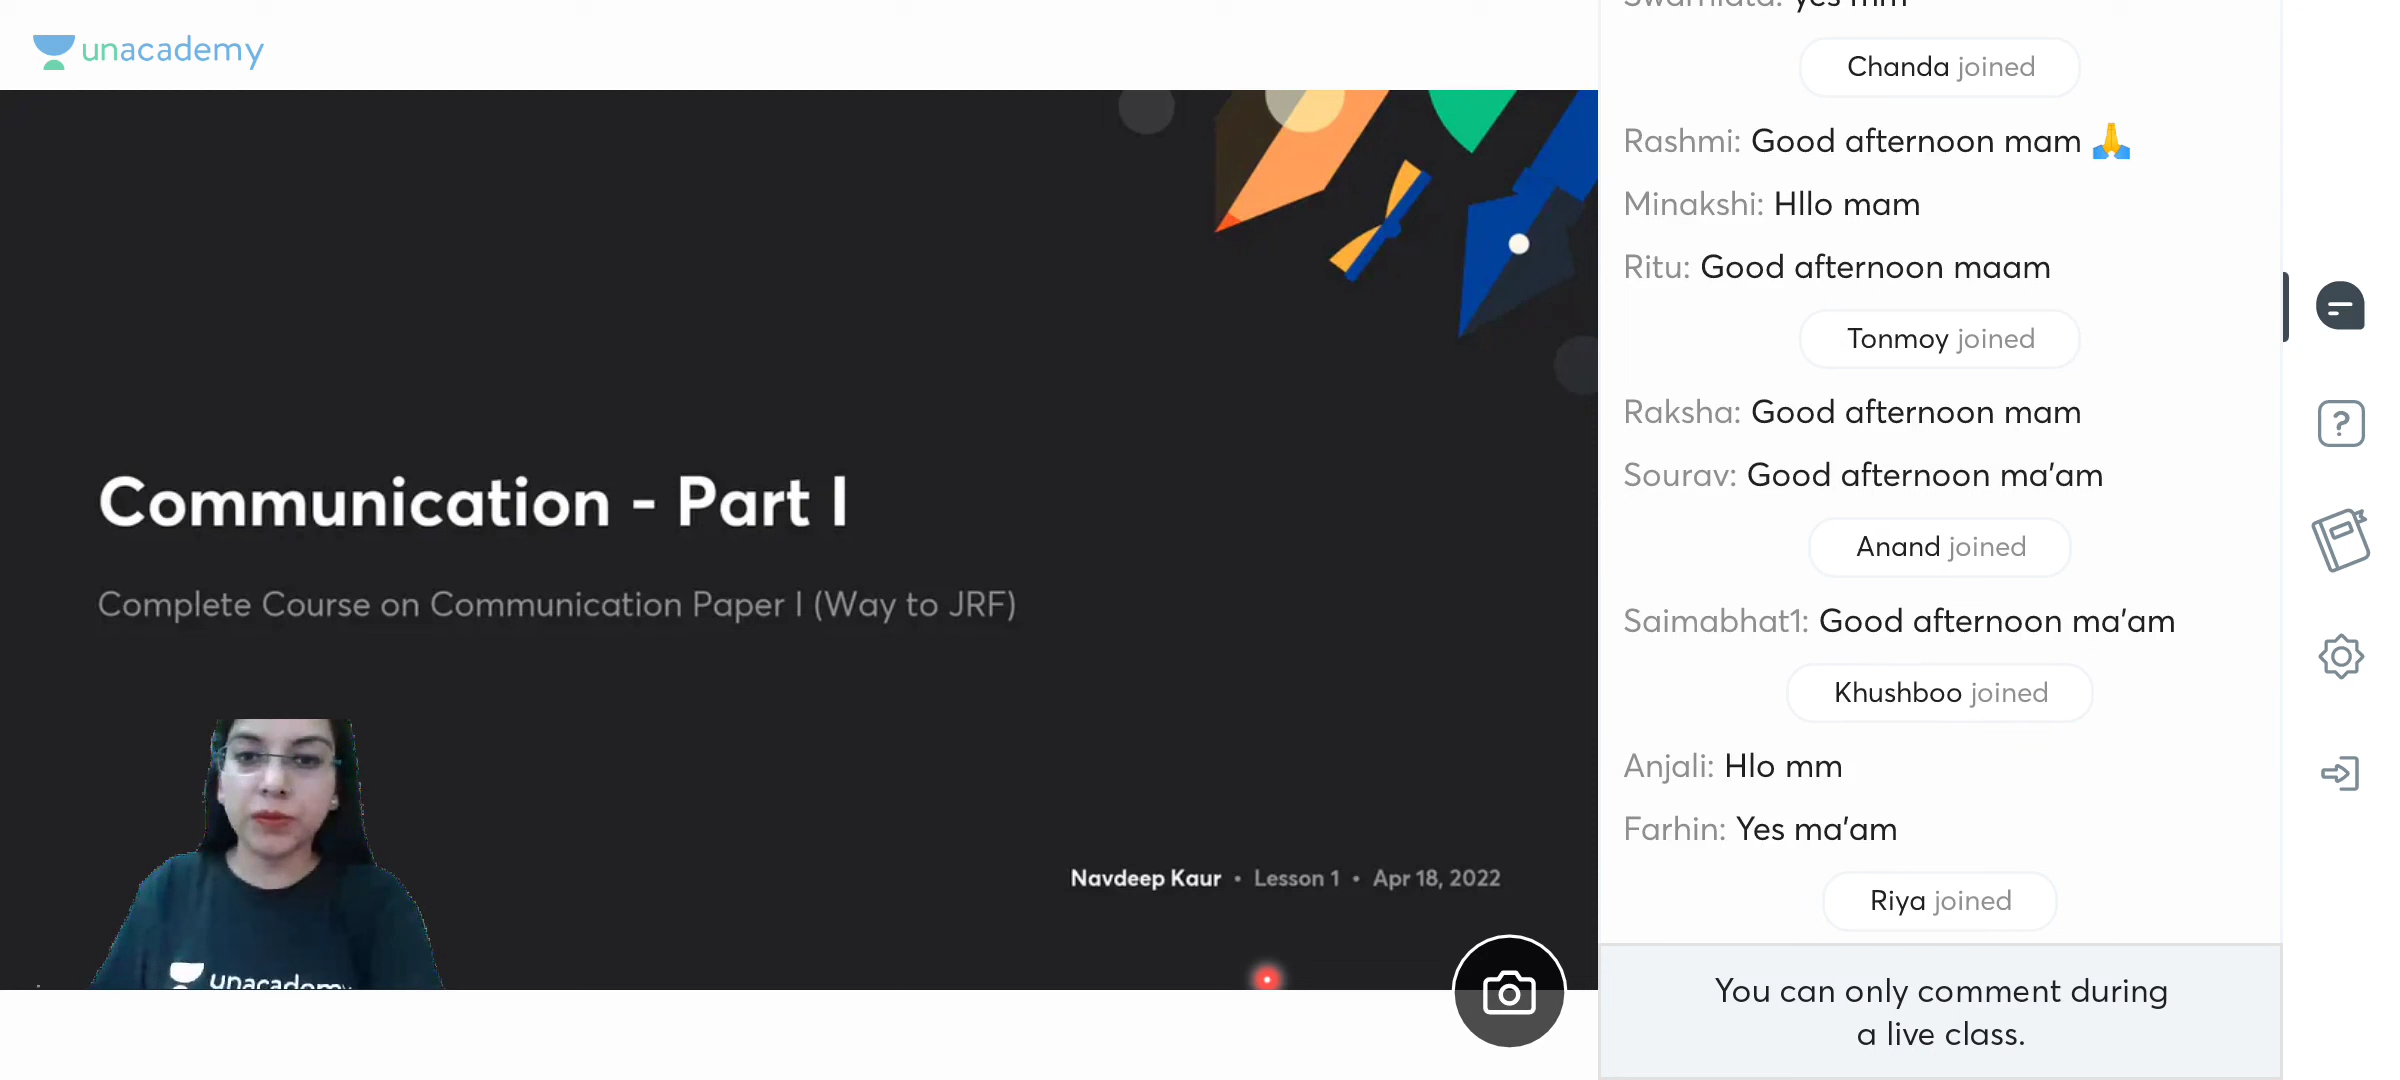 unacademy
Communication - Part I
Complete Course on Communication Paper I (Way to JRF)
unacademy
Navdeep Kaur • Lesson 1 • Apr 18, 2022
yes mm
Chanda joined
Rashmi: Good afternoon mam 🙏
Minakshi: Hllo mam
Ritu: Good afternoon maam
Tonmoy joined
Raksha: Good afternoon mam
Sourav: Good afternoon ma'am
Anand joined
Saimabhat1: Good afternoon ma'am
Khushboo joined
Anjali: Hlo mm
Farhin: Yes ma'am
Riya joined
You can only comment during
a live class.